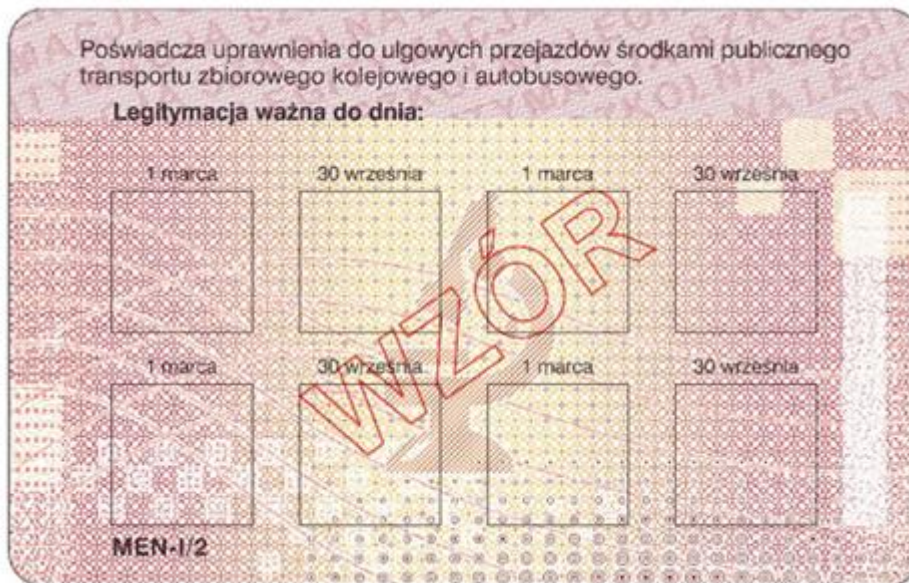 Poświadcza uprawnienia do ulgowych przejazdów środkami publicznego
transportu zbiorowego kolejowego i autobusowego.
Legitymacja ważna do dnia:
1 marca 30 września 1 marca 30 września
WZÓR
1 marca 30 września 1 marca 30 września
MEN-I/2